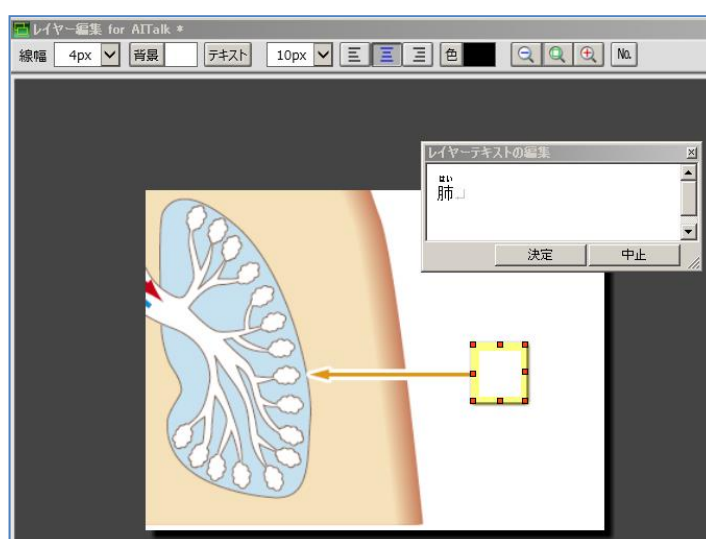 レイヤー編集 for AITalk *
線幅 4px 背景 テキスト 10px 色 No.
レイヤーテキストの編集
はい
肺
決定 中止